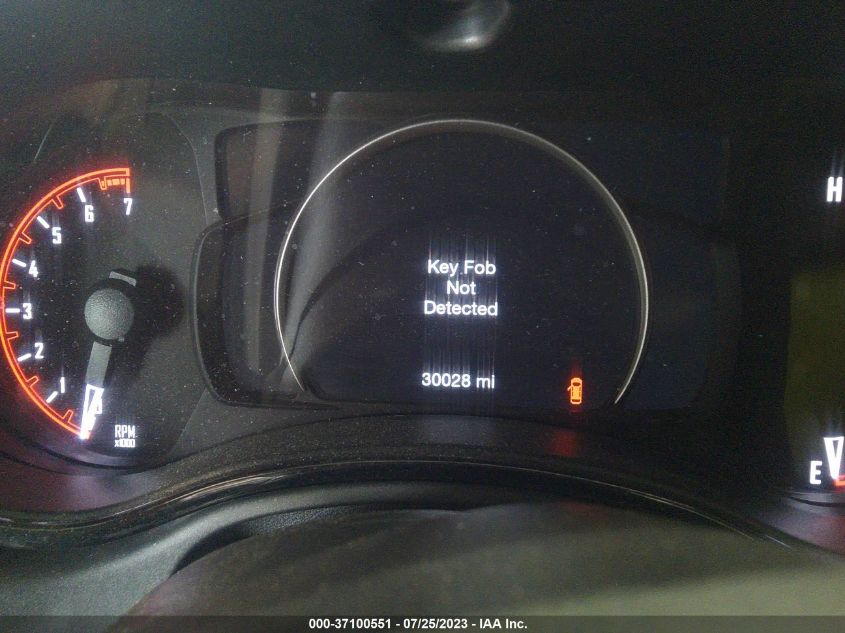 7
6
5
4
3
2
1
RPM
x1000
Key Fob
Not
Detected
30028 mi
H
E
000-37100551 - 07/25/2023 - IAA Inc.